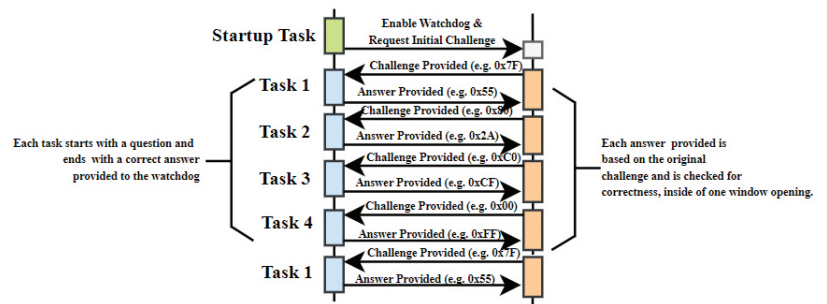 Startup Task
Enable Watchdog &
Request Initial Challenge
Challenge Provided (e.g. 0x7F)
Task 1
Answer Provided (e.g. 0x55)
Challenge Provided (e.g. 0x80)
Task 2
Answer Provided (e.g. 0x2A)
Challenge Provided (e.g. 0xC0)
Task 3
Answer Provided (e.g. 0xCF)
Challenge Provided (e.g. 0x00)
Task 4
Answer Provided (e.g. 0xFF)
Challenge Provided (e.g. 0x7F)
Task 1
Answer Provided (e.g. 0x55)
Each task starts with a question and
ends with a correct answer
provided to the watchdog
Each answer provided is
based on the original
challenge and is checked for
correctness, inside of one window opening.